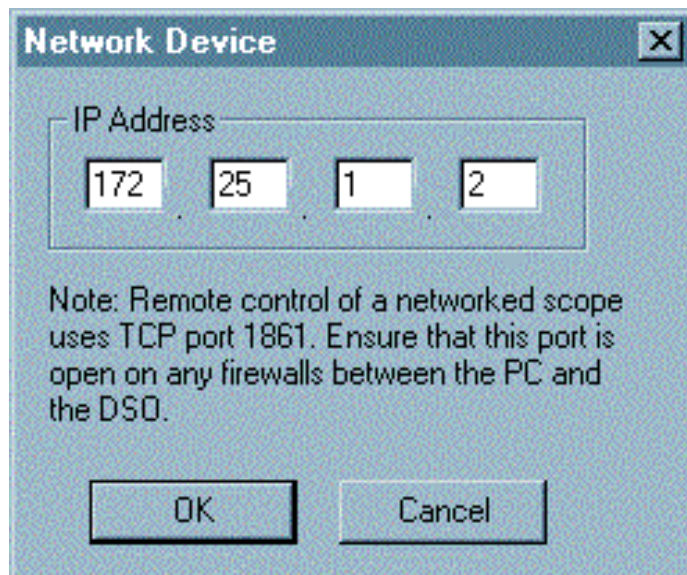 Network Device
IP Address
172 . 25 . 1 . 2
Note: Remote control of a networked scope
uses TCP port 1861. Ensure that this port is
open on any firewalls between the PC and
the DSO.
OK Cancel